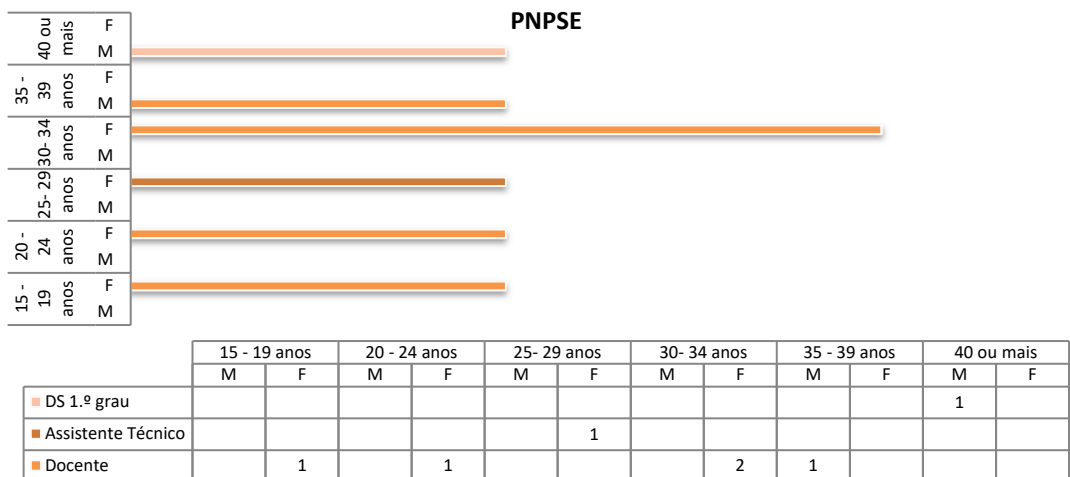 PNPSE
40 ou mais F
M
35 - 39 anos F
M
30- 34 anos F
M
25- 29 anos F
M
20 - 24 anos F
M
15 - 19 anos F
M
15 - 19 anos 20 - 24 anos 25- 29 anos 30- 34 anos 35 - 39 anos 40 ou mais
M F M F M F M F M F M F
DS 1.º grau 1
Assistente Técnico 1
Docente 1 1 2 1